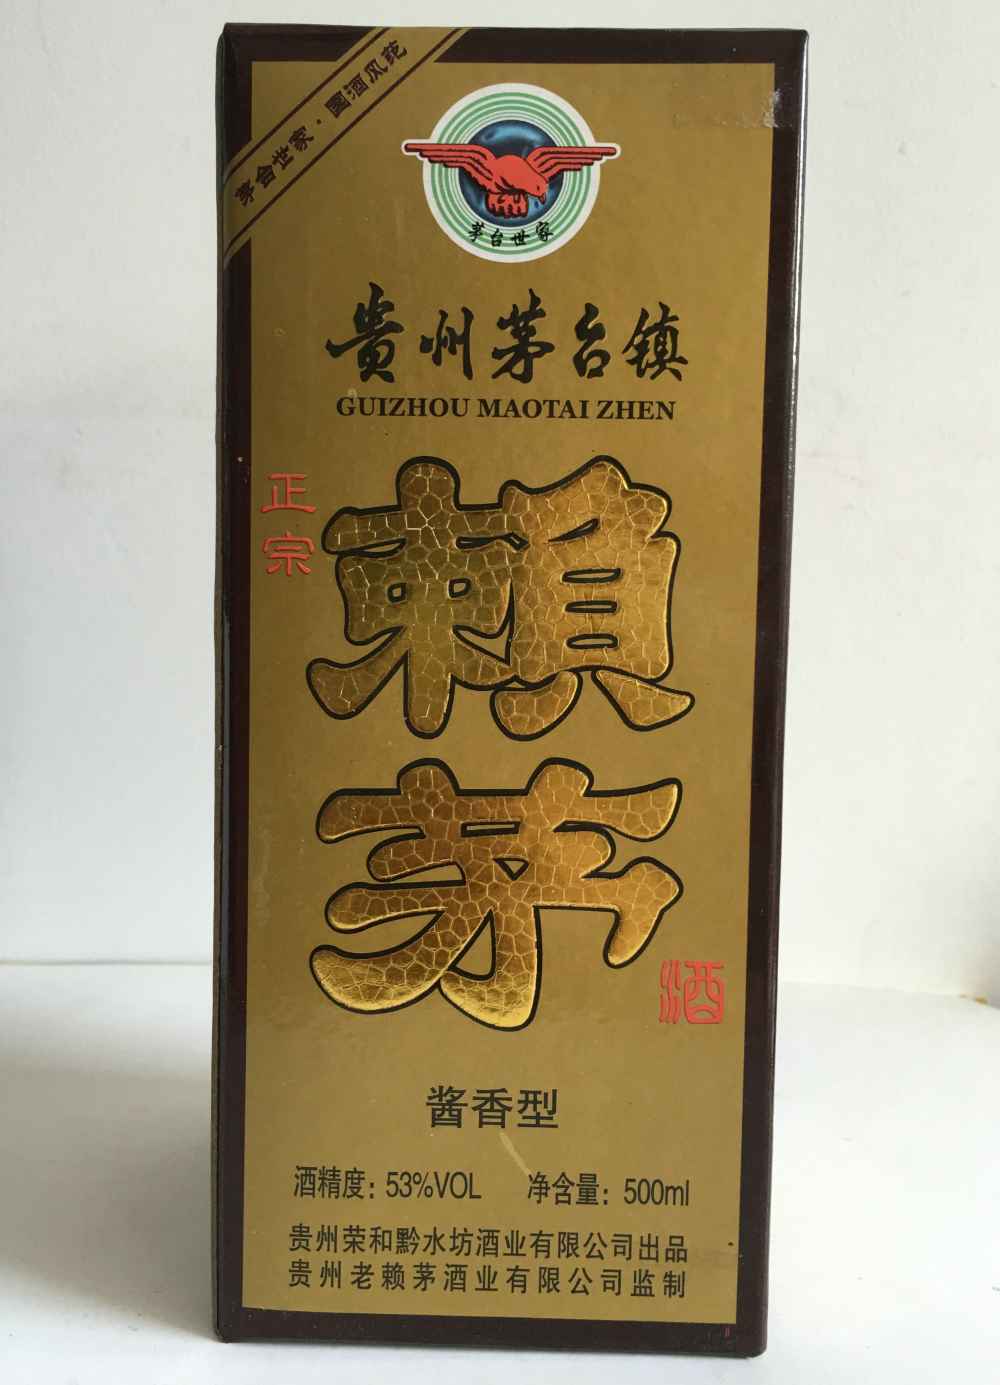 茅台世家·國酒风范
茅台世家
贵州茅台镇
GUIZHOU MAOTAI ZHEN
正宗
賴茅
酒
酱香型
酒精度：53%VOL 净含量：500ml
贵州荣和黔水坊酒业有限公司出品
贵州老赖茅酒业有限公司监制